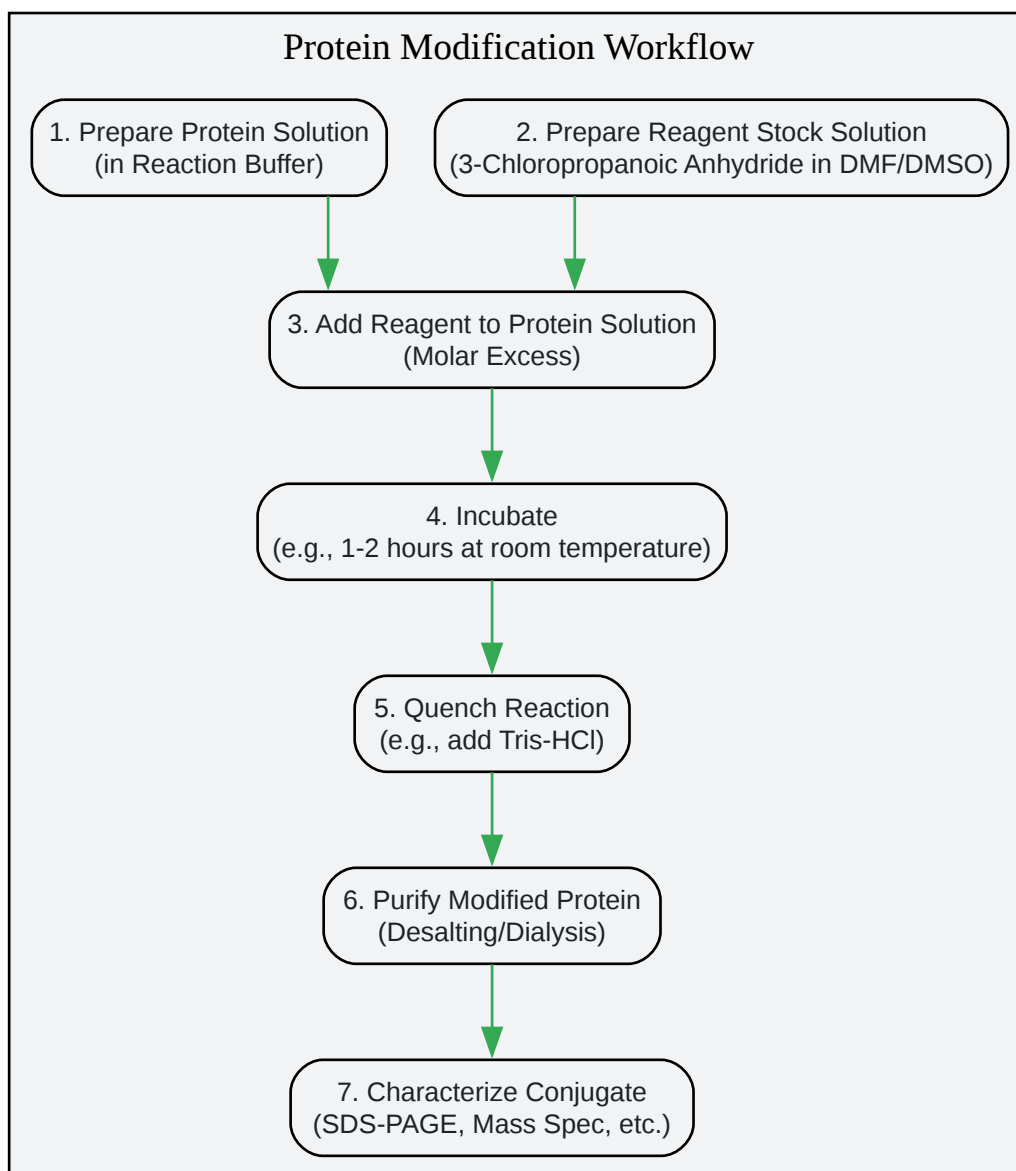 Protein Modification Workflow
1. Prepare Protein Solution
(in Reaction Buffer)
2. Prepare Reagent Stock Solution
(3-Chloropropanoic Anhydride in DMF/DMSO)
3. Add Reagent to Protein Solution
(Molar Excess)
4. Incubate
(e.g., 1-2 hours at room temperature)
5. Quench Reaction
(e.g., add Tris-HCl)
6. Purify Modified Protein
(Desalting/Dialysis)
7. Characterize Conjugate
(SDS-PAGE, Mass Spec, etc.)